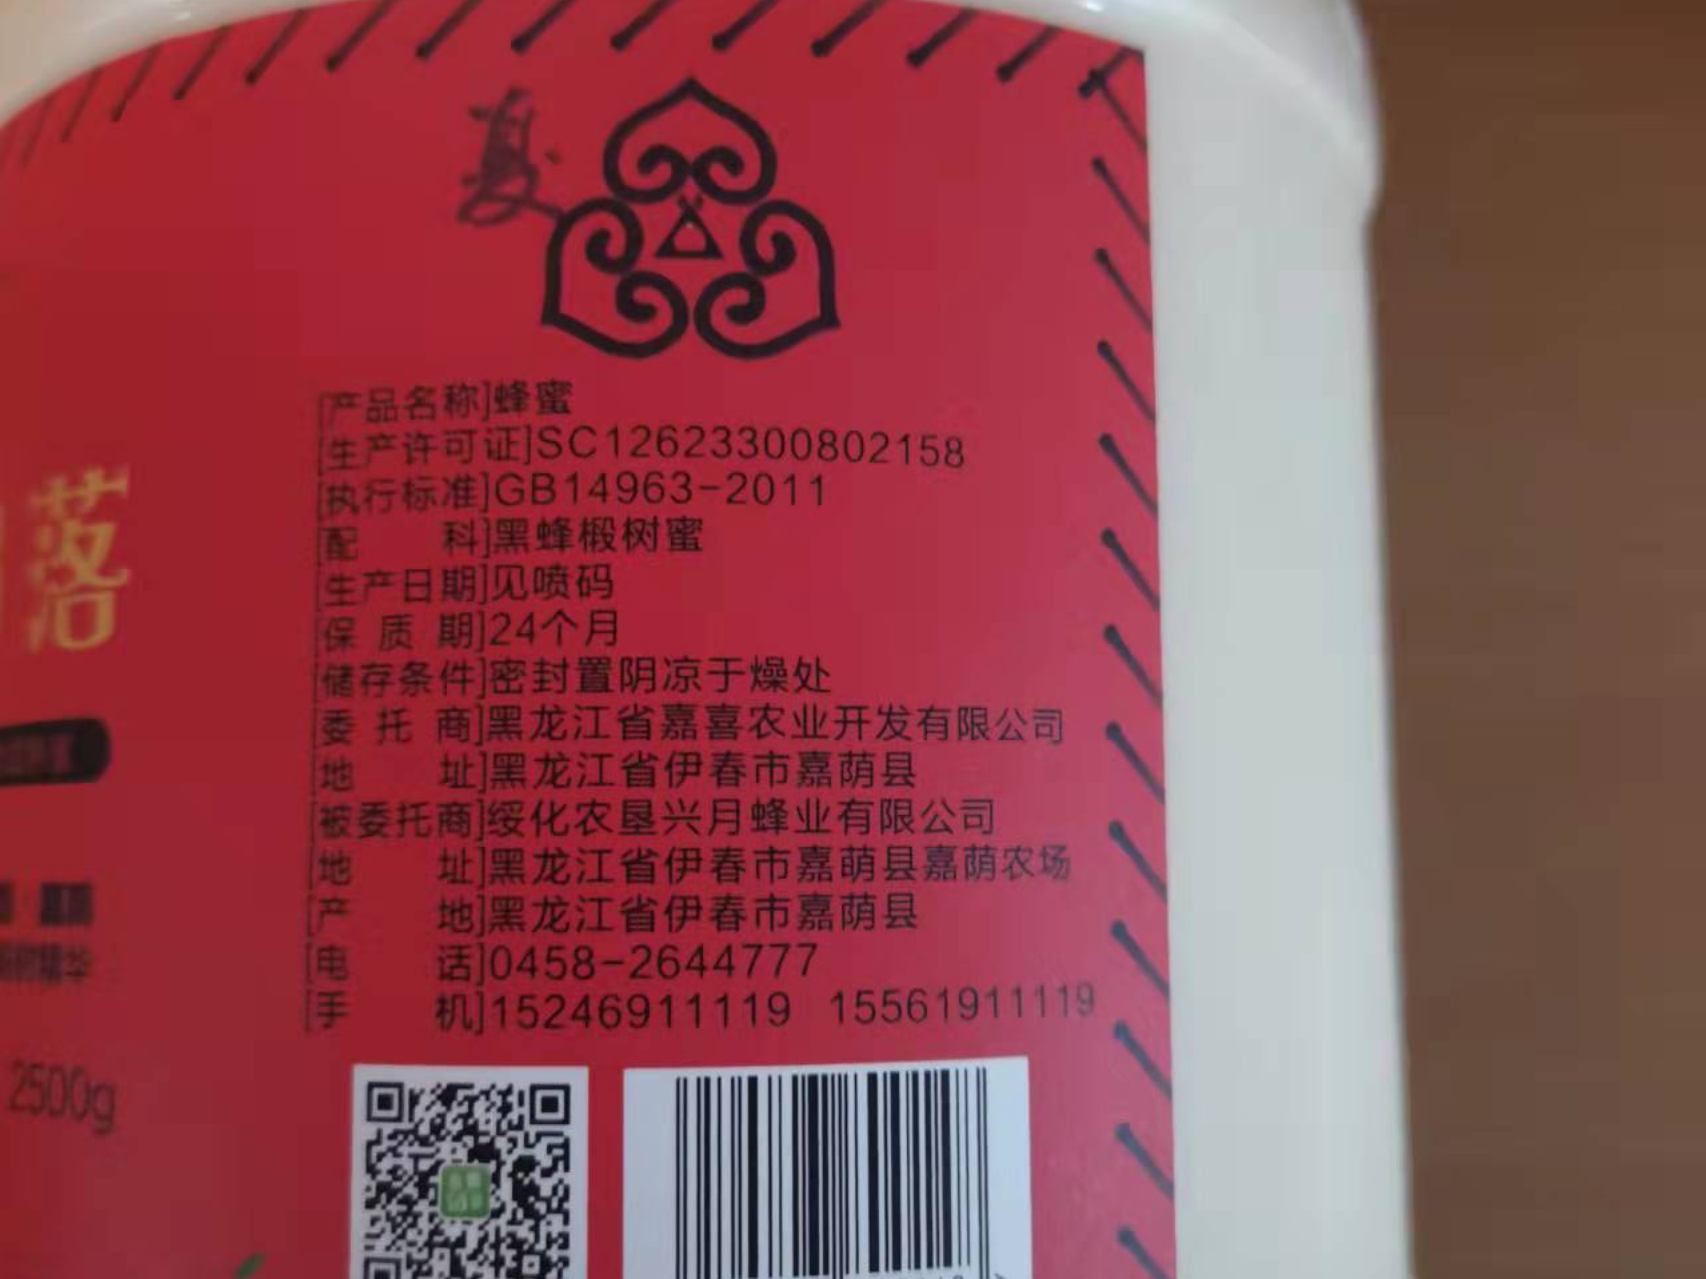 夏
[产品名称]蜂蜜
[生产许可证]SC12623300802158
[执行标准]GB14963-2011
[配 科]黑蜂椴树蜜
[生产日期]见喷码
[保 质 期]24个月
[储存条件]密封置阴凉于燥处
[委 托 商]黑龙江省嘉喜农业开发有限公司
[地 址]黑龙江省伊春市嘉荫县
[被委托商]绥化农垦兴月蜂业有限公司
[地 址]黑龙江省伊春市嘉萌县嘉荫农场
[产 地]黑龙江省伊春市嘉荫县
[电 话]0458-2644777
[手 机]15246911119 15561911119
落
2500g